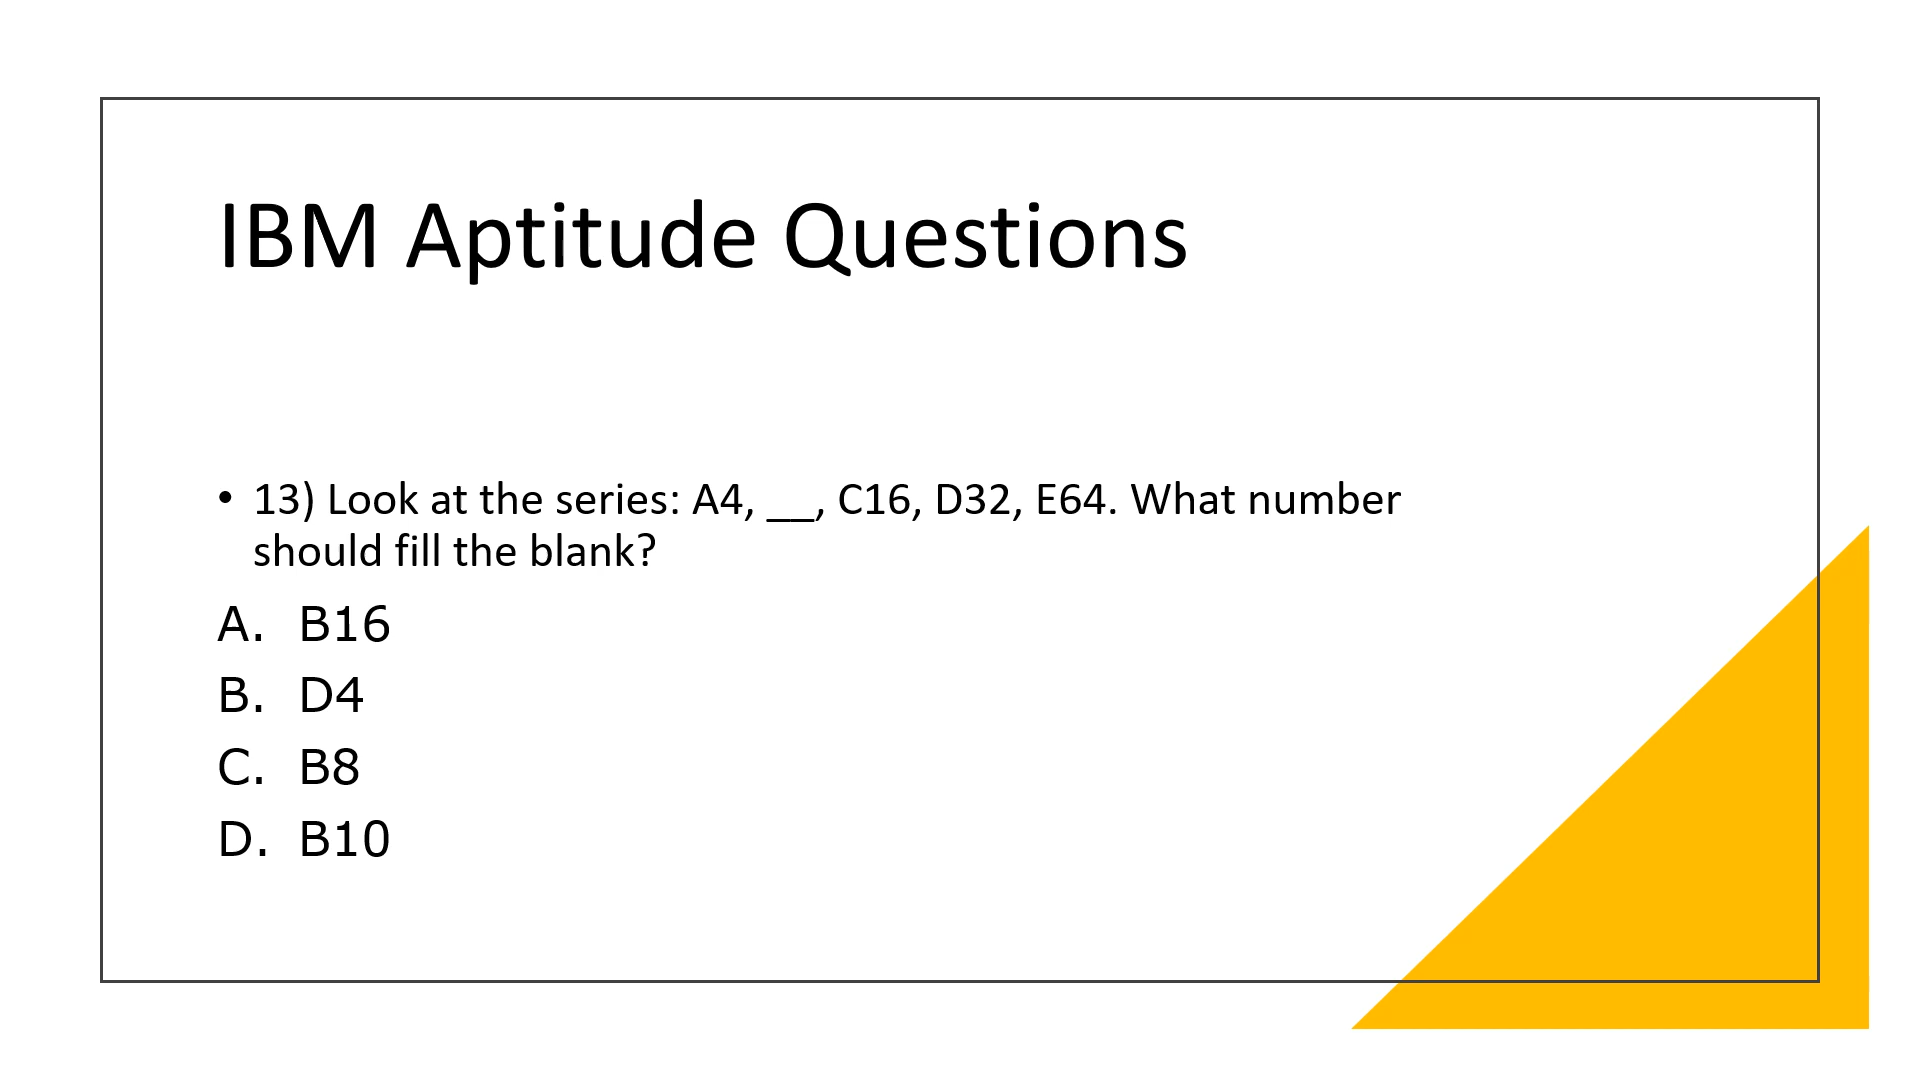 IBM Aptitude Questions
• 13) Look at the series: A4, __, C16, D32, E64. What number
should fill the blank?
A. B16
B. D4
C. B8
D. B10